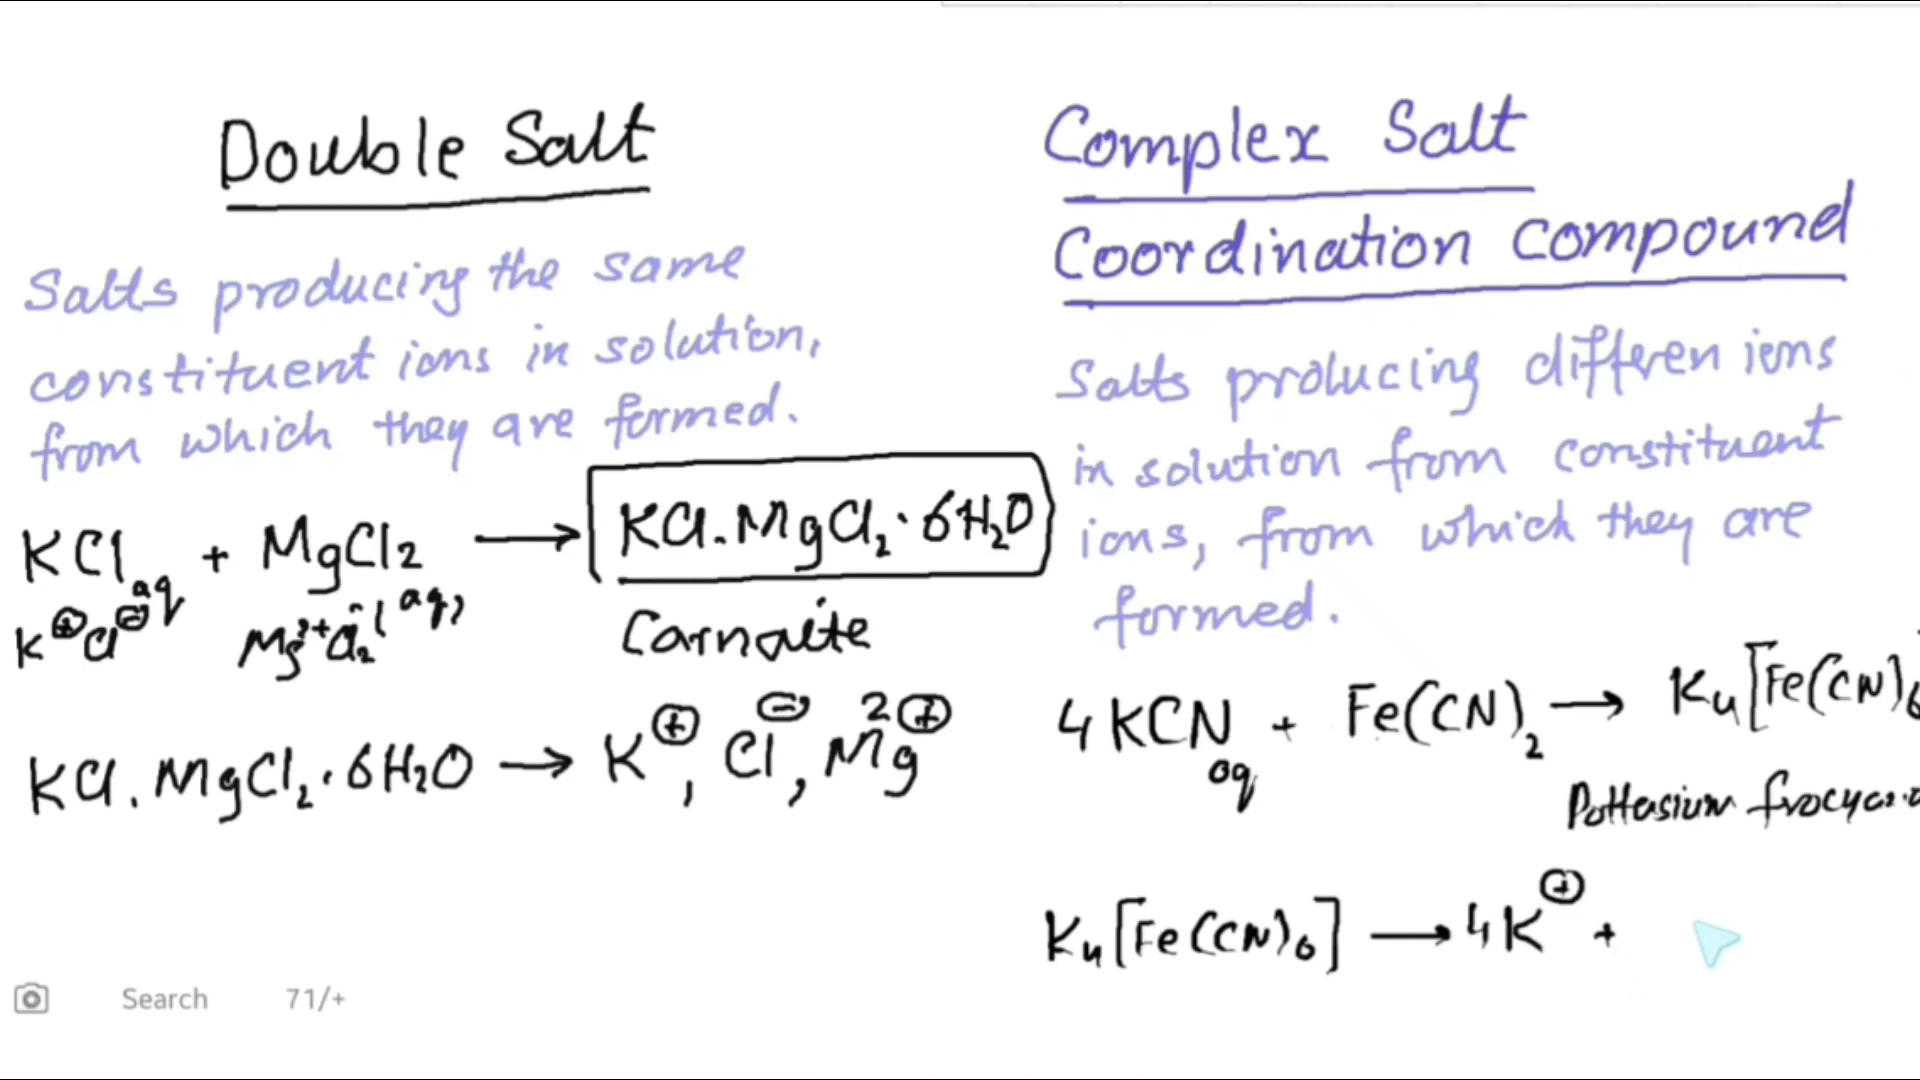 Double Salt
Salts producing the same
constituent ions in solution,
from which they are formed.
KCl aq + MgCl2 aq, → KCl.MgCl₂.6H₂O
K⊕Cl⊖ Mg²⁺Cl₂⁻¹
Carnalite
KCl.MgCl₂.6H₂O → K⊕, Cl⊖, Mg2⊕
Complex Salt
Coordination compound
Salts producing differen ions
in solution from constituent
ions, from which they are
formed.
4KCN aq + Fe(CN)₂ → K₄[Fe(CN)₆
Pottasium
K₄[Fe(CN)₆] → 4K⊕ +
Search 71/+